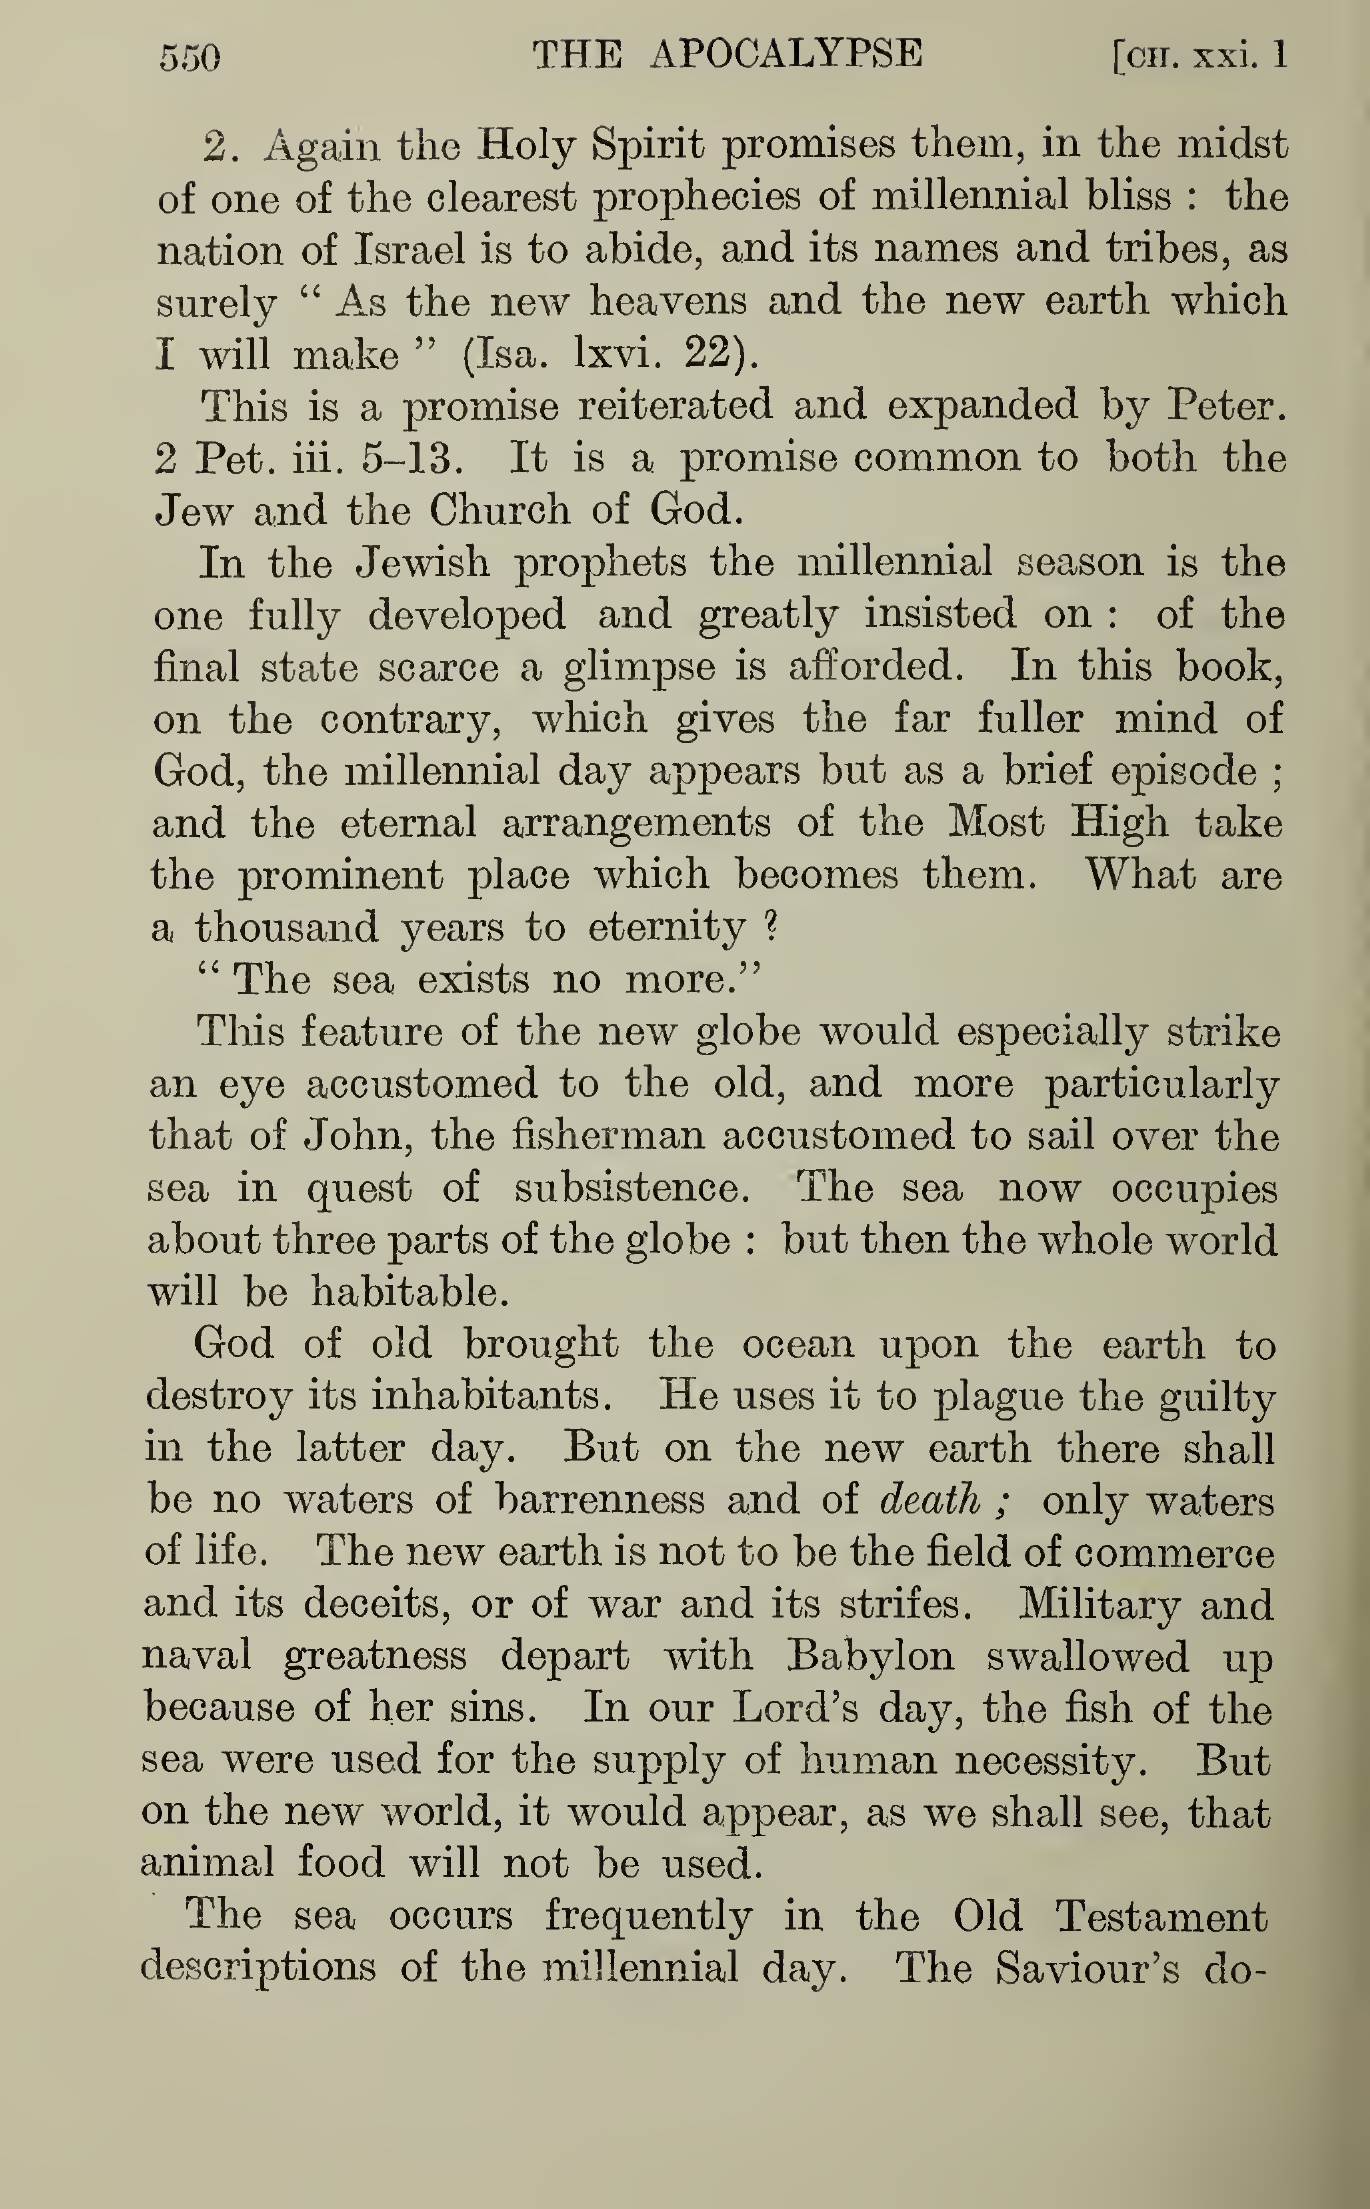 550 THE APOCALYPSE [CH. xxi. 1
2. Again the Holy Spirit promises them, in the midst
of one of the clearest prophecies of millennial bliss : the
nation of Israel is to abide, and its names and tribes, as
surely “ As the new heavens and the new earth which
I will make ” (Isa. lxvi. 22).
This is a promise reiterated and expanded by Peter.
2 Pet. iii. 5–13. It is a promise common to both the
Jew and the Church of God.
In the Jewish prophets the millennial season is the
one fully developed and greatly insisted on : of the
final state scarce a glimpse is afforded. In this book,
on the contrary, which gives the far fuller mind of
God, the millennial day appears but as a brief episode ;
and the eternal arrangements of the Most High take
the prominent place which becomes them. What are
a thousand years to eternity ?
“ The sea exists no more.”
This feature of the new globe would especially strike
an eye accustomed to the old, and more particularly
that of John, the fisherman accustomed to sail over the
sea in quest of subsistence. The sea now occupies
about three parts of the globe : but then the whole world
will be habitable.
God of old brought the ocean upon the earth to
destroy its inhabitants. He uses it to plague the guilty
in the latter day. But on the new earth there shall
be no waters of barrenness and of death ; only waters
of life. The new earth is not to be the field of commerce
and its deceits, or of war and its strifes. Military and
naval greatness depart with Babylon swallowed up
because of her sins. In our Lord’s day, the fish of the
sea were used for the supply of human necessity. But
on the new world, it would appear, as we shall see, that
animal food will not be used.
The sea occurs frequently in the Old Testament
descriptions of the millennial day. The Saviour’s do-